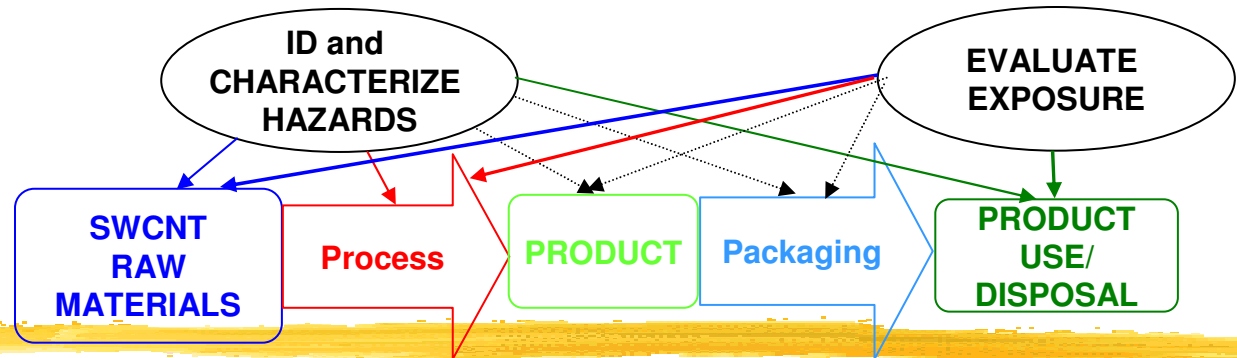 ID and
CHARACTERIZE
HAZARDS
EVALUATE
EXPOSURE
SWCNT
RAW
MATERIALS
Process
PRODUCT
Packaging
PRODUCT
USE/
DISPOSAL